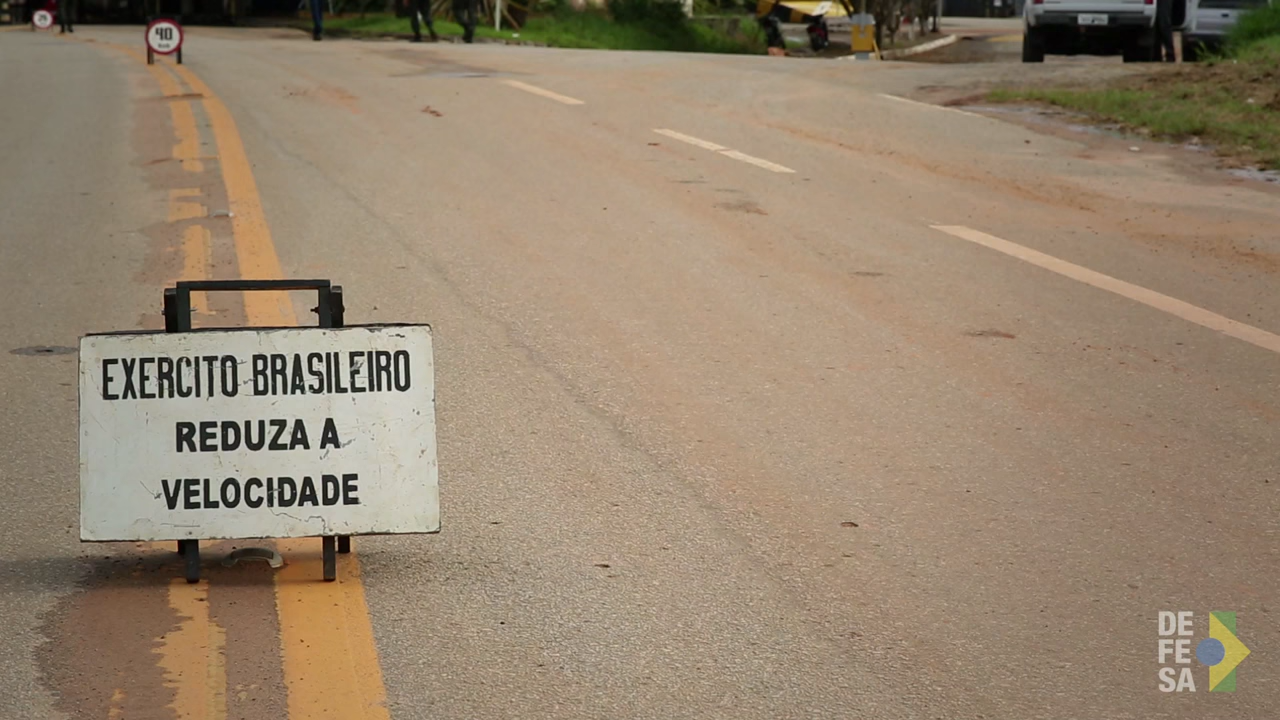 40
EXERCITO BRASILEIRO
REDUZA A
VELOCIDADE
DE
FE
SA